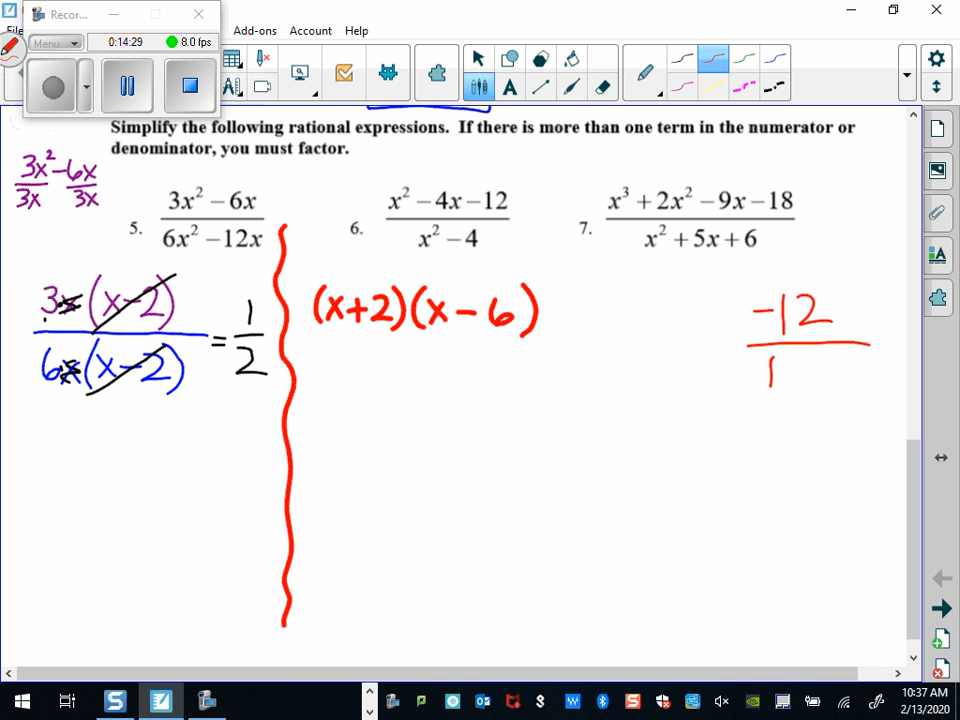 Recor...
Menu
0:14:29
8.0 fps
Add-ons Account Help
Simplify the following rational expressions. If there is more than one term in the numerator or
denominator, you must factor.
3x² – 6x
3x 3x
5. (3x² – 6x)/(6x² – 12x)
6. (x² – 4x – 12)/(x² – 4)
7. (x³ + 2x² – 9x – 18)/(x² + 5x + 6)
3x(x–2)
6x(x–2)
= 1/2
(x+2)(x–6)
–12
1
10:37 AM
2/13/2020